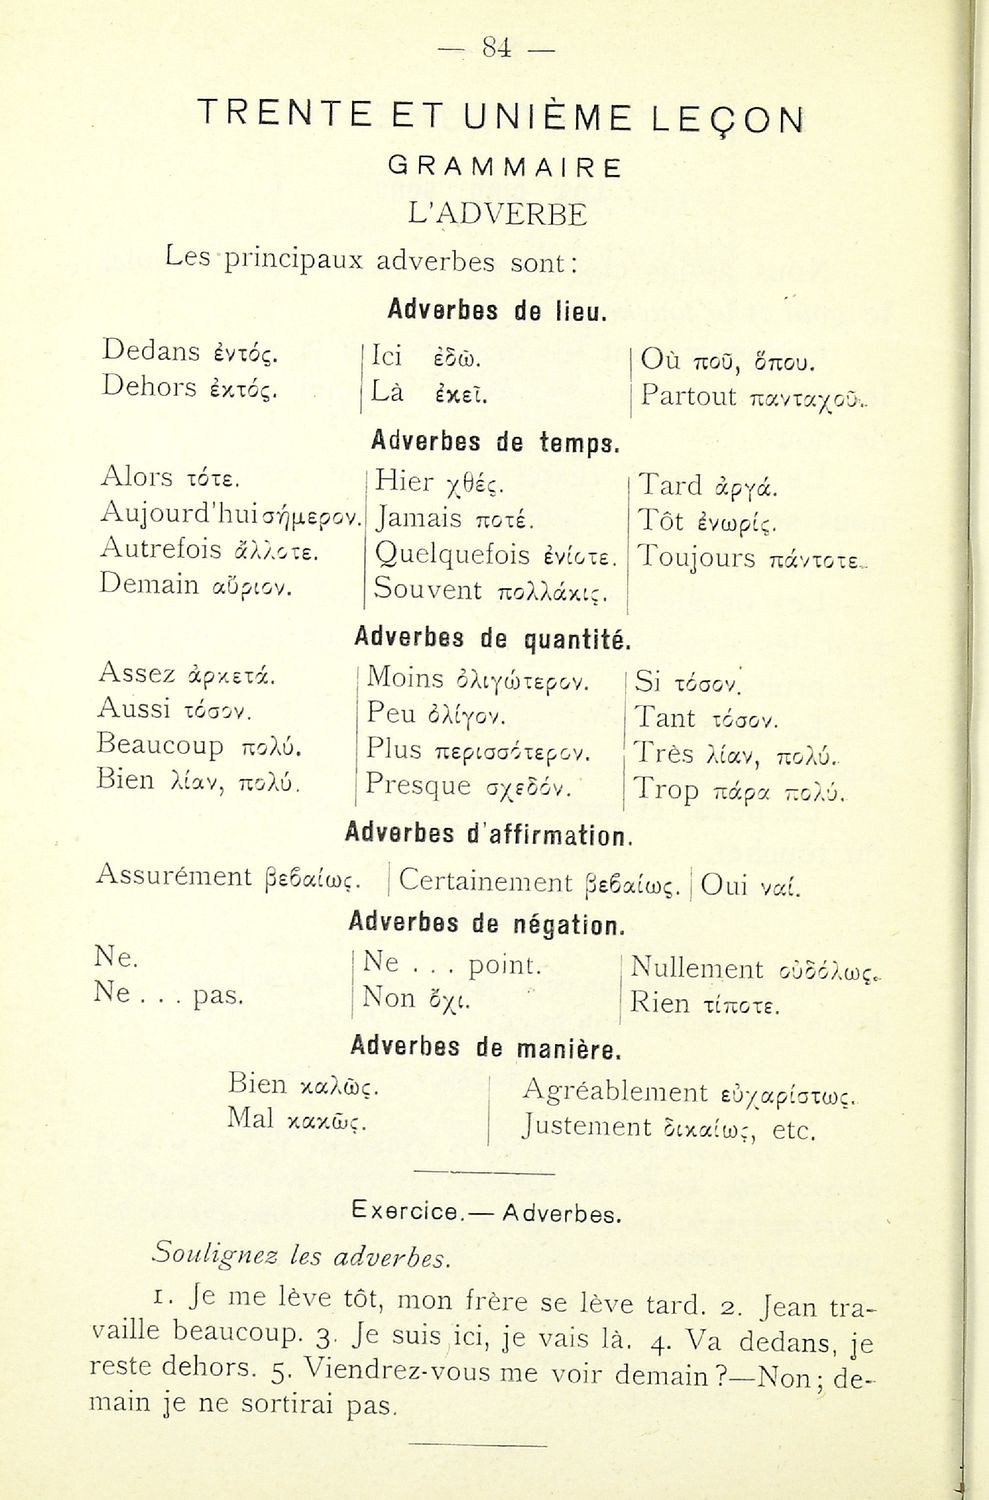 — 84 —
TRENTE ET UNIÈME LEÇON
GRAMMAIRE
L'ADVERBE
Les principaux adverbes sont :
Adverbes de lieu.
Dedans ἐντός. | Ici ἐδῶ. | Où ποῦ, ὅπου.
Dehors ἐκτός. | Là ἐκεῖ. | Partout πανταχοῦ.
Adverbes de temps.
Alors τότε. | Hier χθές. | Tard ἀργά.
Aujourd'hui σήμερον. | Jamais ποτέ. | Tôt ἐνωρίς.
Autrefois ἄλλοτε. | Quelquefois ἐνίοτε. | Toujours πάντοτε.
Demain αὔριον. | Souvent πολλάκις.
Adverbes de quantité.
Assez ἀρκετά. | Moins ὀλιγώτερον. | Si τόσον.
Aussi τόσον. | Peu ὀλίγον. | Tant τόσον.
Beaucoup πολύ. | Plus περισσότερον. | Très λίαν, πολύ.
Bien λίαν, πολύ. | Presque σχεδόν. | Trop πάρα πολύ.
Adverbes d'affirmation.
Assurément βεϐαίως. | Certainement βεϐαίως. | Oui ναί.
Adverbes de négation.
Ne. | Ne . . . point. | Nullement οὐδόλως.
Ne . . . pas. | Non ὄχι. | Rien τίποτε.
Adverbes de manière.
Bien καλῶς. | Agréablement εὐχαρίστως.
Mal κακῶς. | Justement δικαίως, etc.
Exercice.— Adverbes.
Soulignez les adverbes.
1. Je me lève tôt, mon frère se lève tard. 2. Jean tra-
vaille beaucoup. 3. Je suis ici, je vais là. 4. Va dedans, je
reste dehors. 5. Viendrez-vous me voir demain ?—Non ; de-
main je ne sortirai pas.